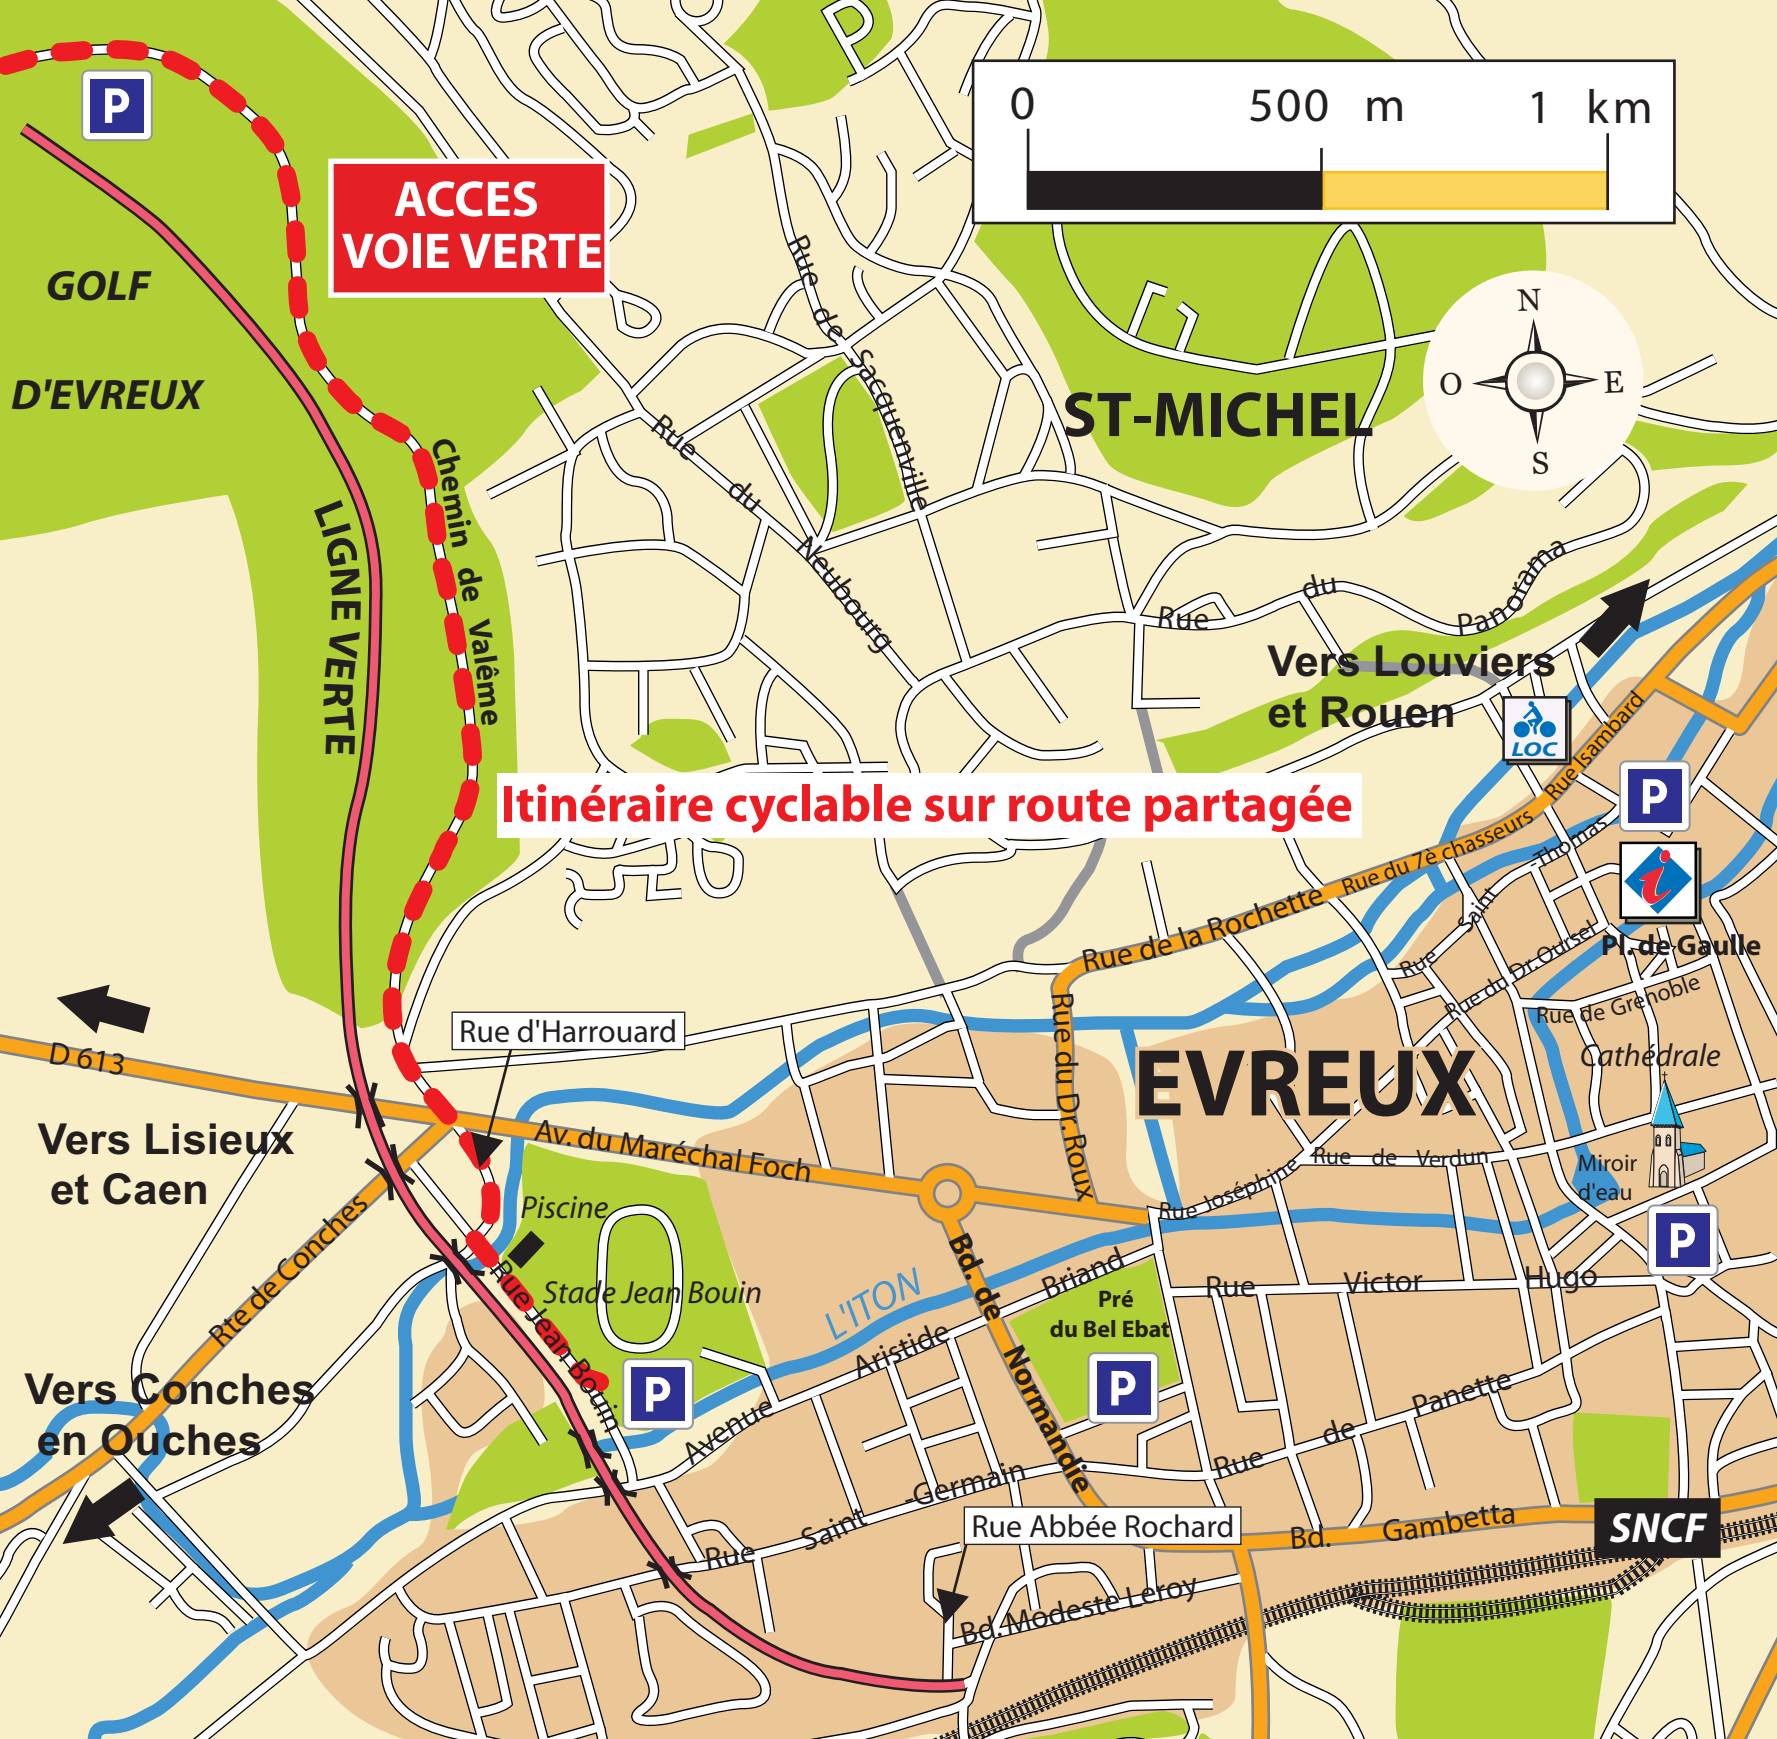 0 500 m 1 km
P
ACCES
VOIE VERTE
GOLF
D'EVREUX
N
O E
S
ST-MICHEL
Rue de Sacquenville
Rue du Neubourg
Chemin de Valême
LIGNE VERTE
Rue du Panorama
Vers Louviers
et Rouen
LOC
Rue Isambard
P
Itinéraire cyclable sur route partagée
Rue du 7è chasseurs
Rue de la Rochette
Rue Saint-Thomas
i
Rue du Dr. Oursel
Pl. de Gaulle
Rue de Grenoble
Cathédrale
D 613
Rue d'Harrouard
Rue du Dr. Roux
EVREUX
Vers Lisieux
et Caen
Av. du Maréchal Foch
Rue Joséphine
Rue de Verdun
Miroir
d'eau
P
Piscine
Stade Jean Bouin
Rue Jean Bouin
Rte de Conches
L'ITON
Bd. de Normandie
Avenue Aristide Briand
Pré
du Bel Ebat
P
P
Rue Victor Hugo
Vers Conches
en Ouches
Rue de Panette
Rue Saint-Germain
Rue Abbée Rochard
Bd. Gambetta
SNCF
Bd. Modeste Leroy